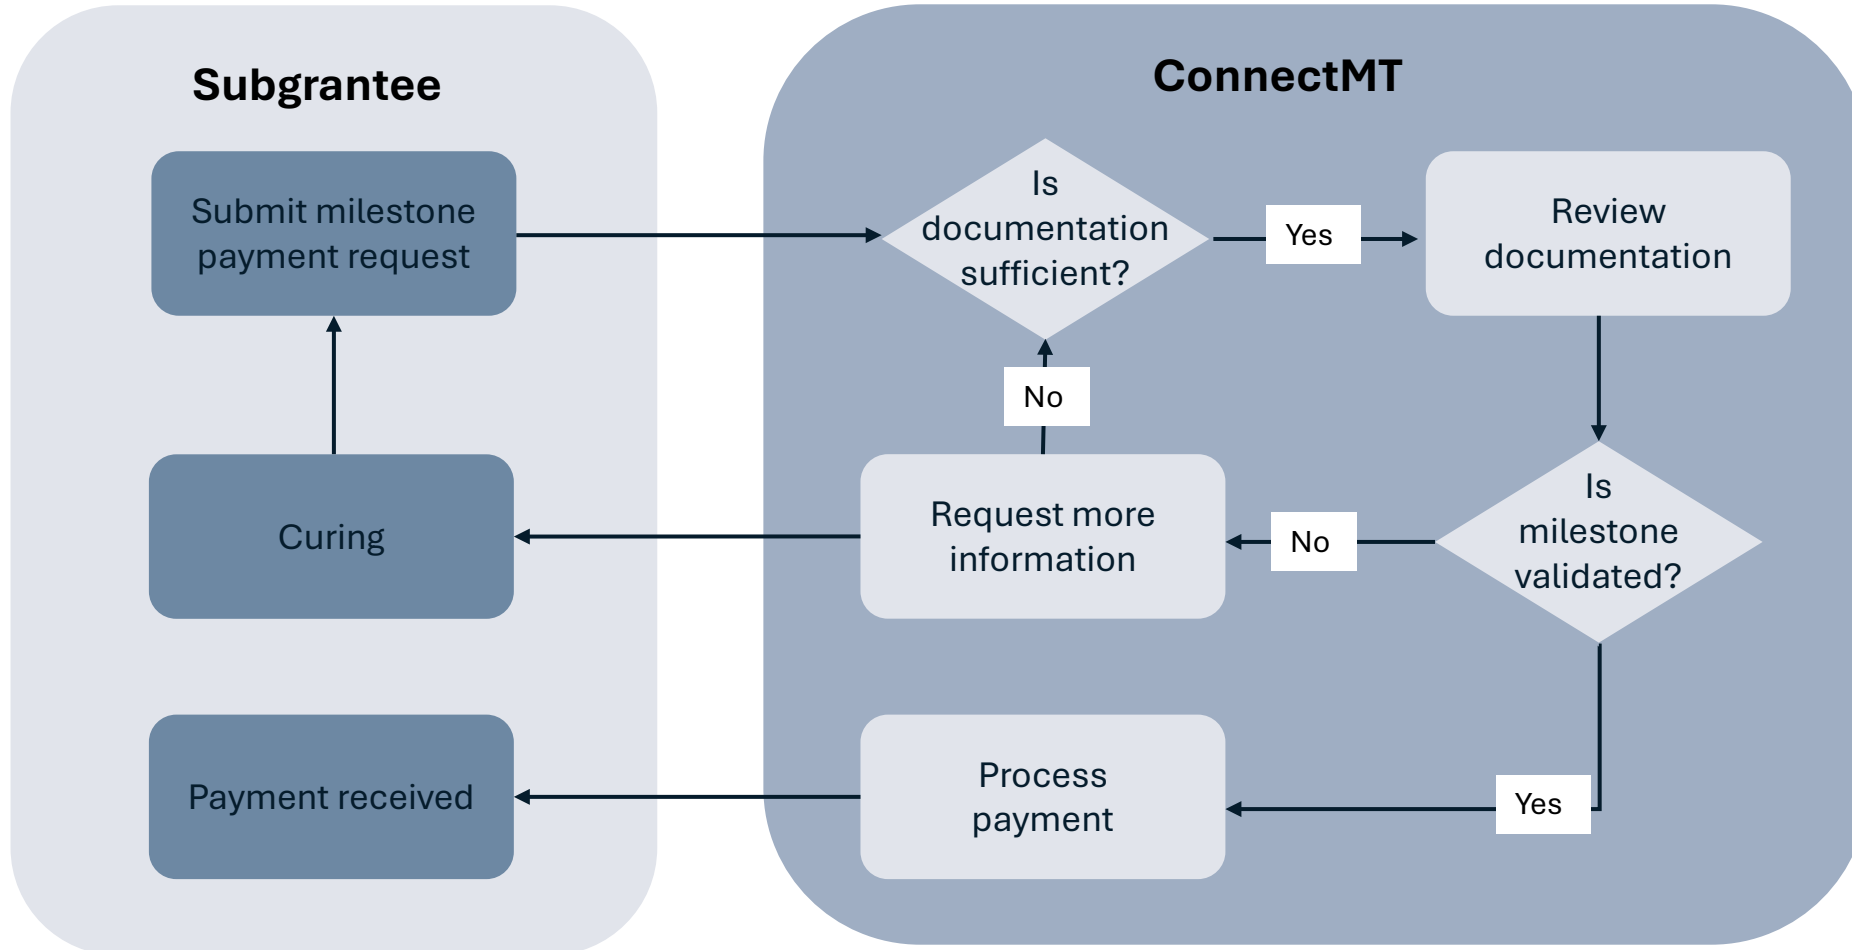 Subgrantee
ConnectMT
Submit milestone
payment request
Is
documentation
sufficient?
Yes
Review
documentation
No
Curing
Request more
information
No
Is
milestone
validated?
Payment received
Process
payment
Yes